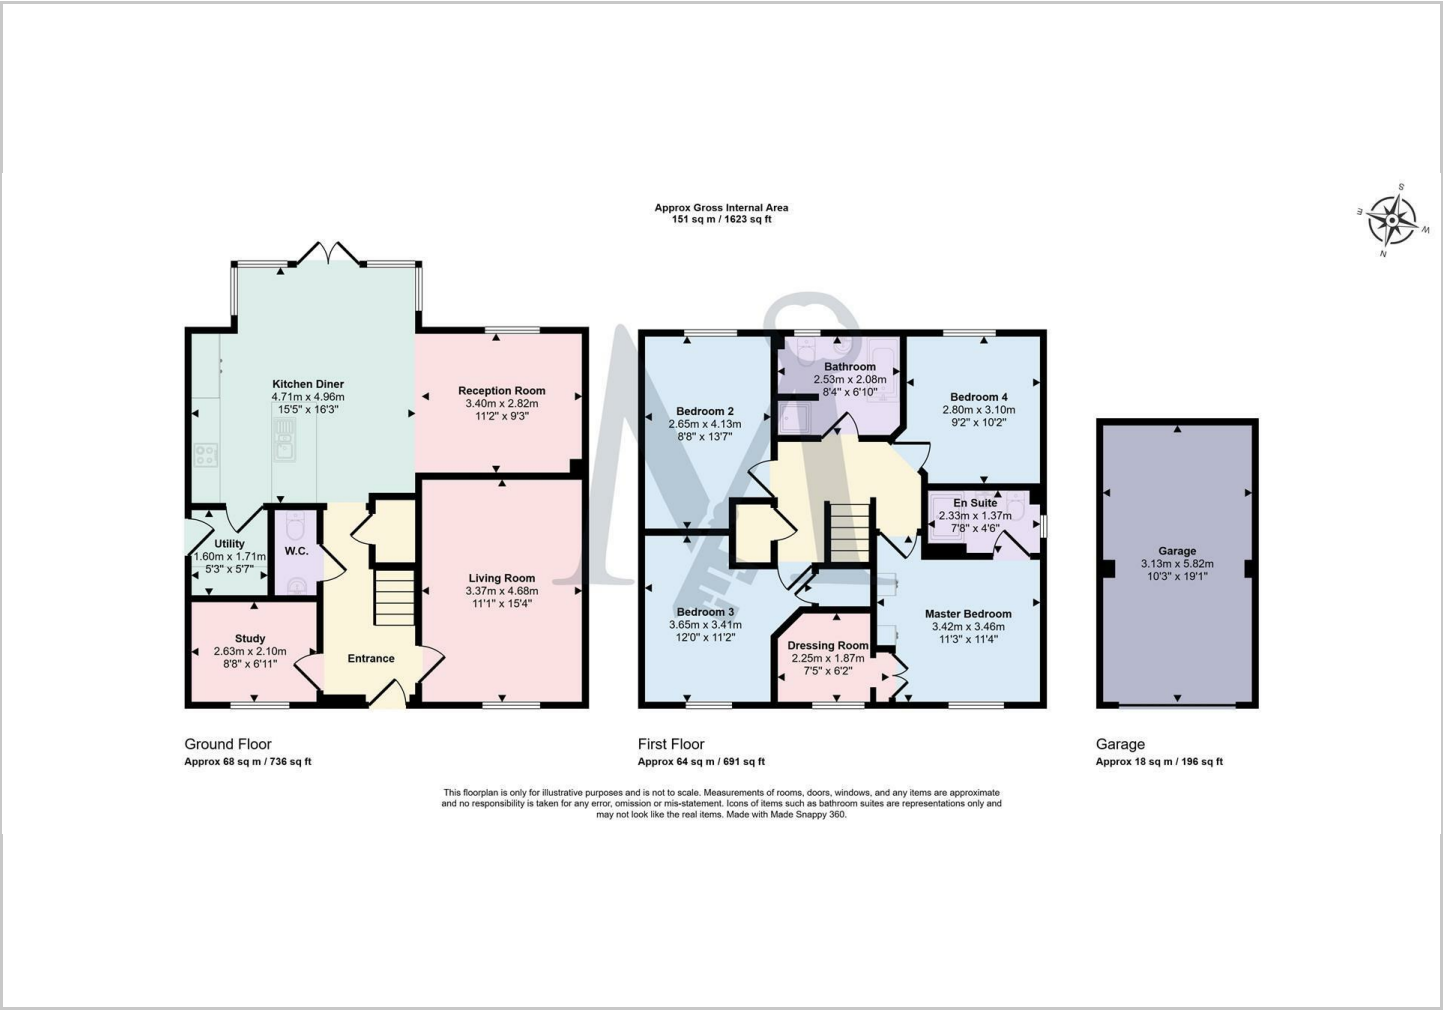 Approx Gross Internal Area
151 sq m / 1623 sq ft
S
E
W
N
Kitchen Diner
4.71m x 4.96m
15'5" x 16'3"
Reception Room
3.40m x 2.82m
11'2" x 9'3"
Utility
1.60m x 1.71m
5'3" x 5'7"
W.C.
Living Room
3.37m x 4.68m
11'1" x 15'4"
Study
2.63m x 2.10m
8'8" x 6'11"
Entrance
Ground Floor
Approx 68 sq m / 736 sq ft
Bedroom 2
2.65m x 4.13m
8'8" x 13'7"
Bathroom
2.53m x 2.08m
8'4" x 6'10"
Bedroom 4
2.80m x 3.10m
9'2" x 10'2"
En Suite
2.33m x 1.37m
7'8" x 4'6"
Bedroom 3
3.65m x 3.41m
12'0" x 11'2"
Dressing Room
2.25m x 1.87m
7'5" x 6'2"
Master Bedroom
3.42m x 3.46m
11'3" x 11'4"
First Floor
Approx 64 sq m / 691 sq ft
Garage
3.13m x 5.82m
10'3" x 19'1"
Garage
Approx 18 sq m / 196 sq ft
This floorplan is only for illustrative purposes and is not to scale. Measurements of rooms, doors, windows, and any items are approximate
and no responsibility is taken for any error, omission or mis-statement. Icons of items such as bathroom suites are representations only and
may not look like the real items. Made with Made Snappy 360.